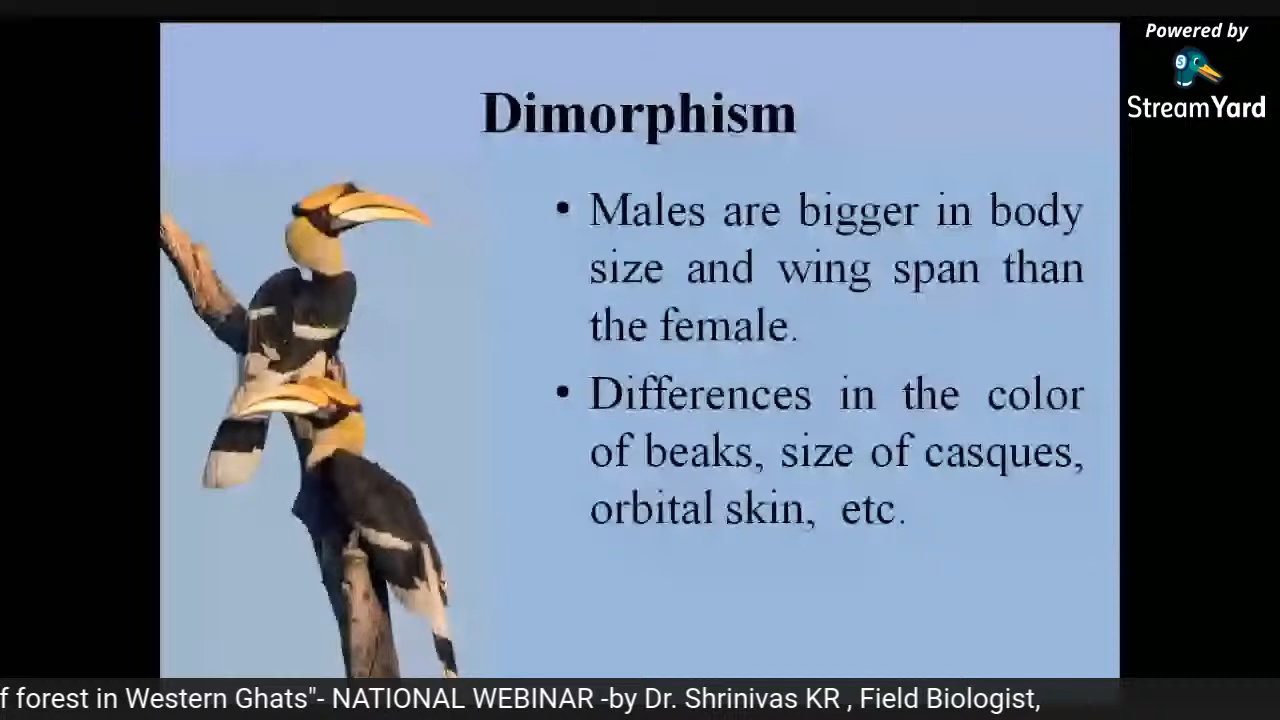 Powered by
StreamYard
Dimorphism
• Males are bigger in body
size and wing span than
the female.
• Differences in the color
of beaks, size of casques,
orbital skin, etc.
f forest in Western Ghats"- NATIONAL WEBINAR -by Dr. Shrinivas KR , Field Biologist,